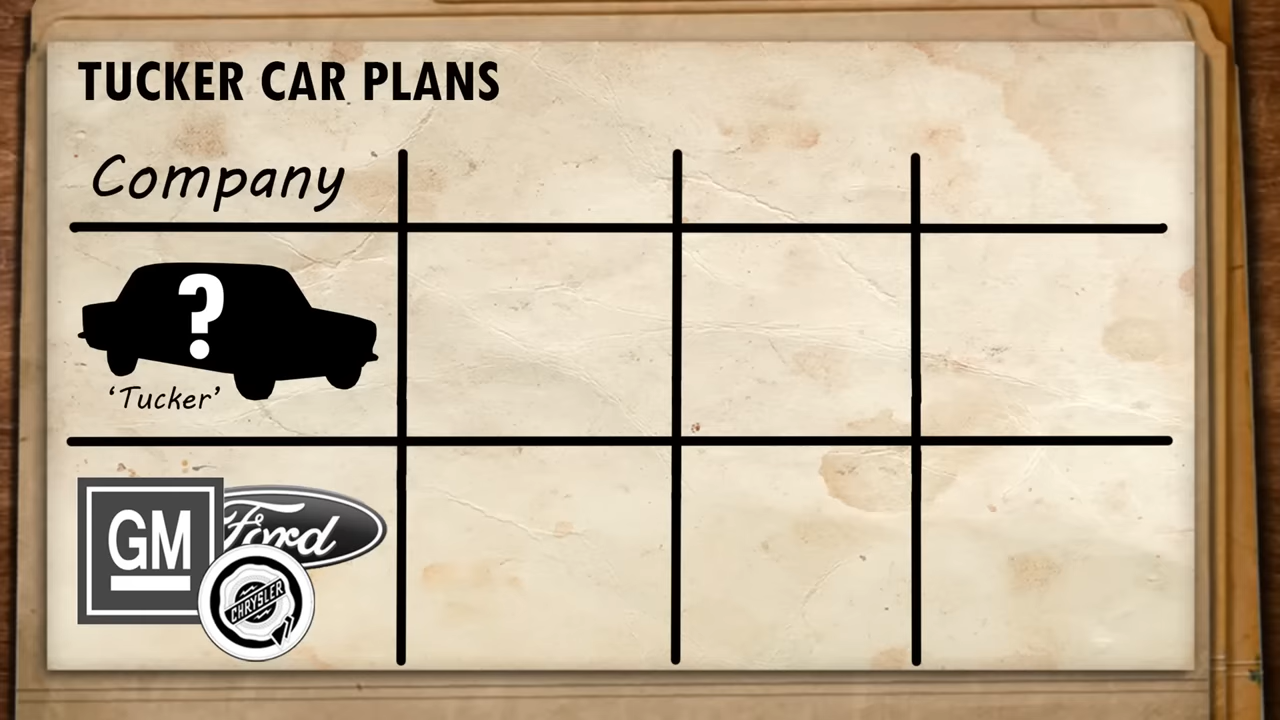 TUCKER CAR PLANS
Company
?
‘Tucker’
GM
Ford
CHRYSLER